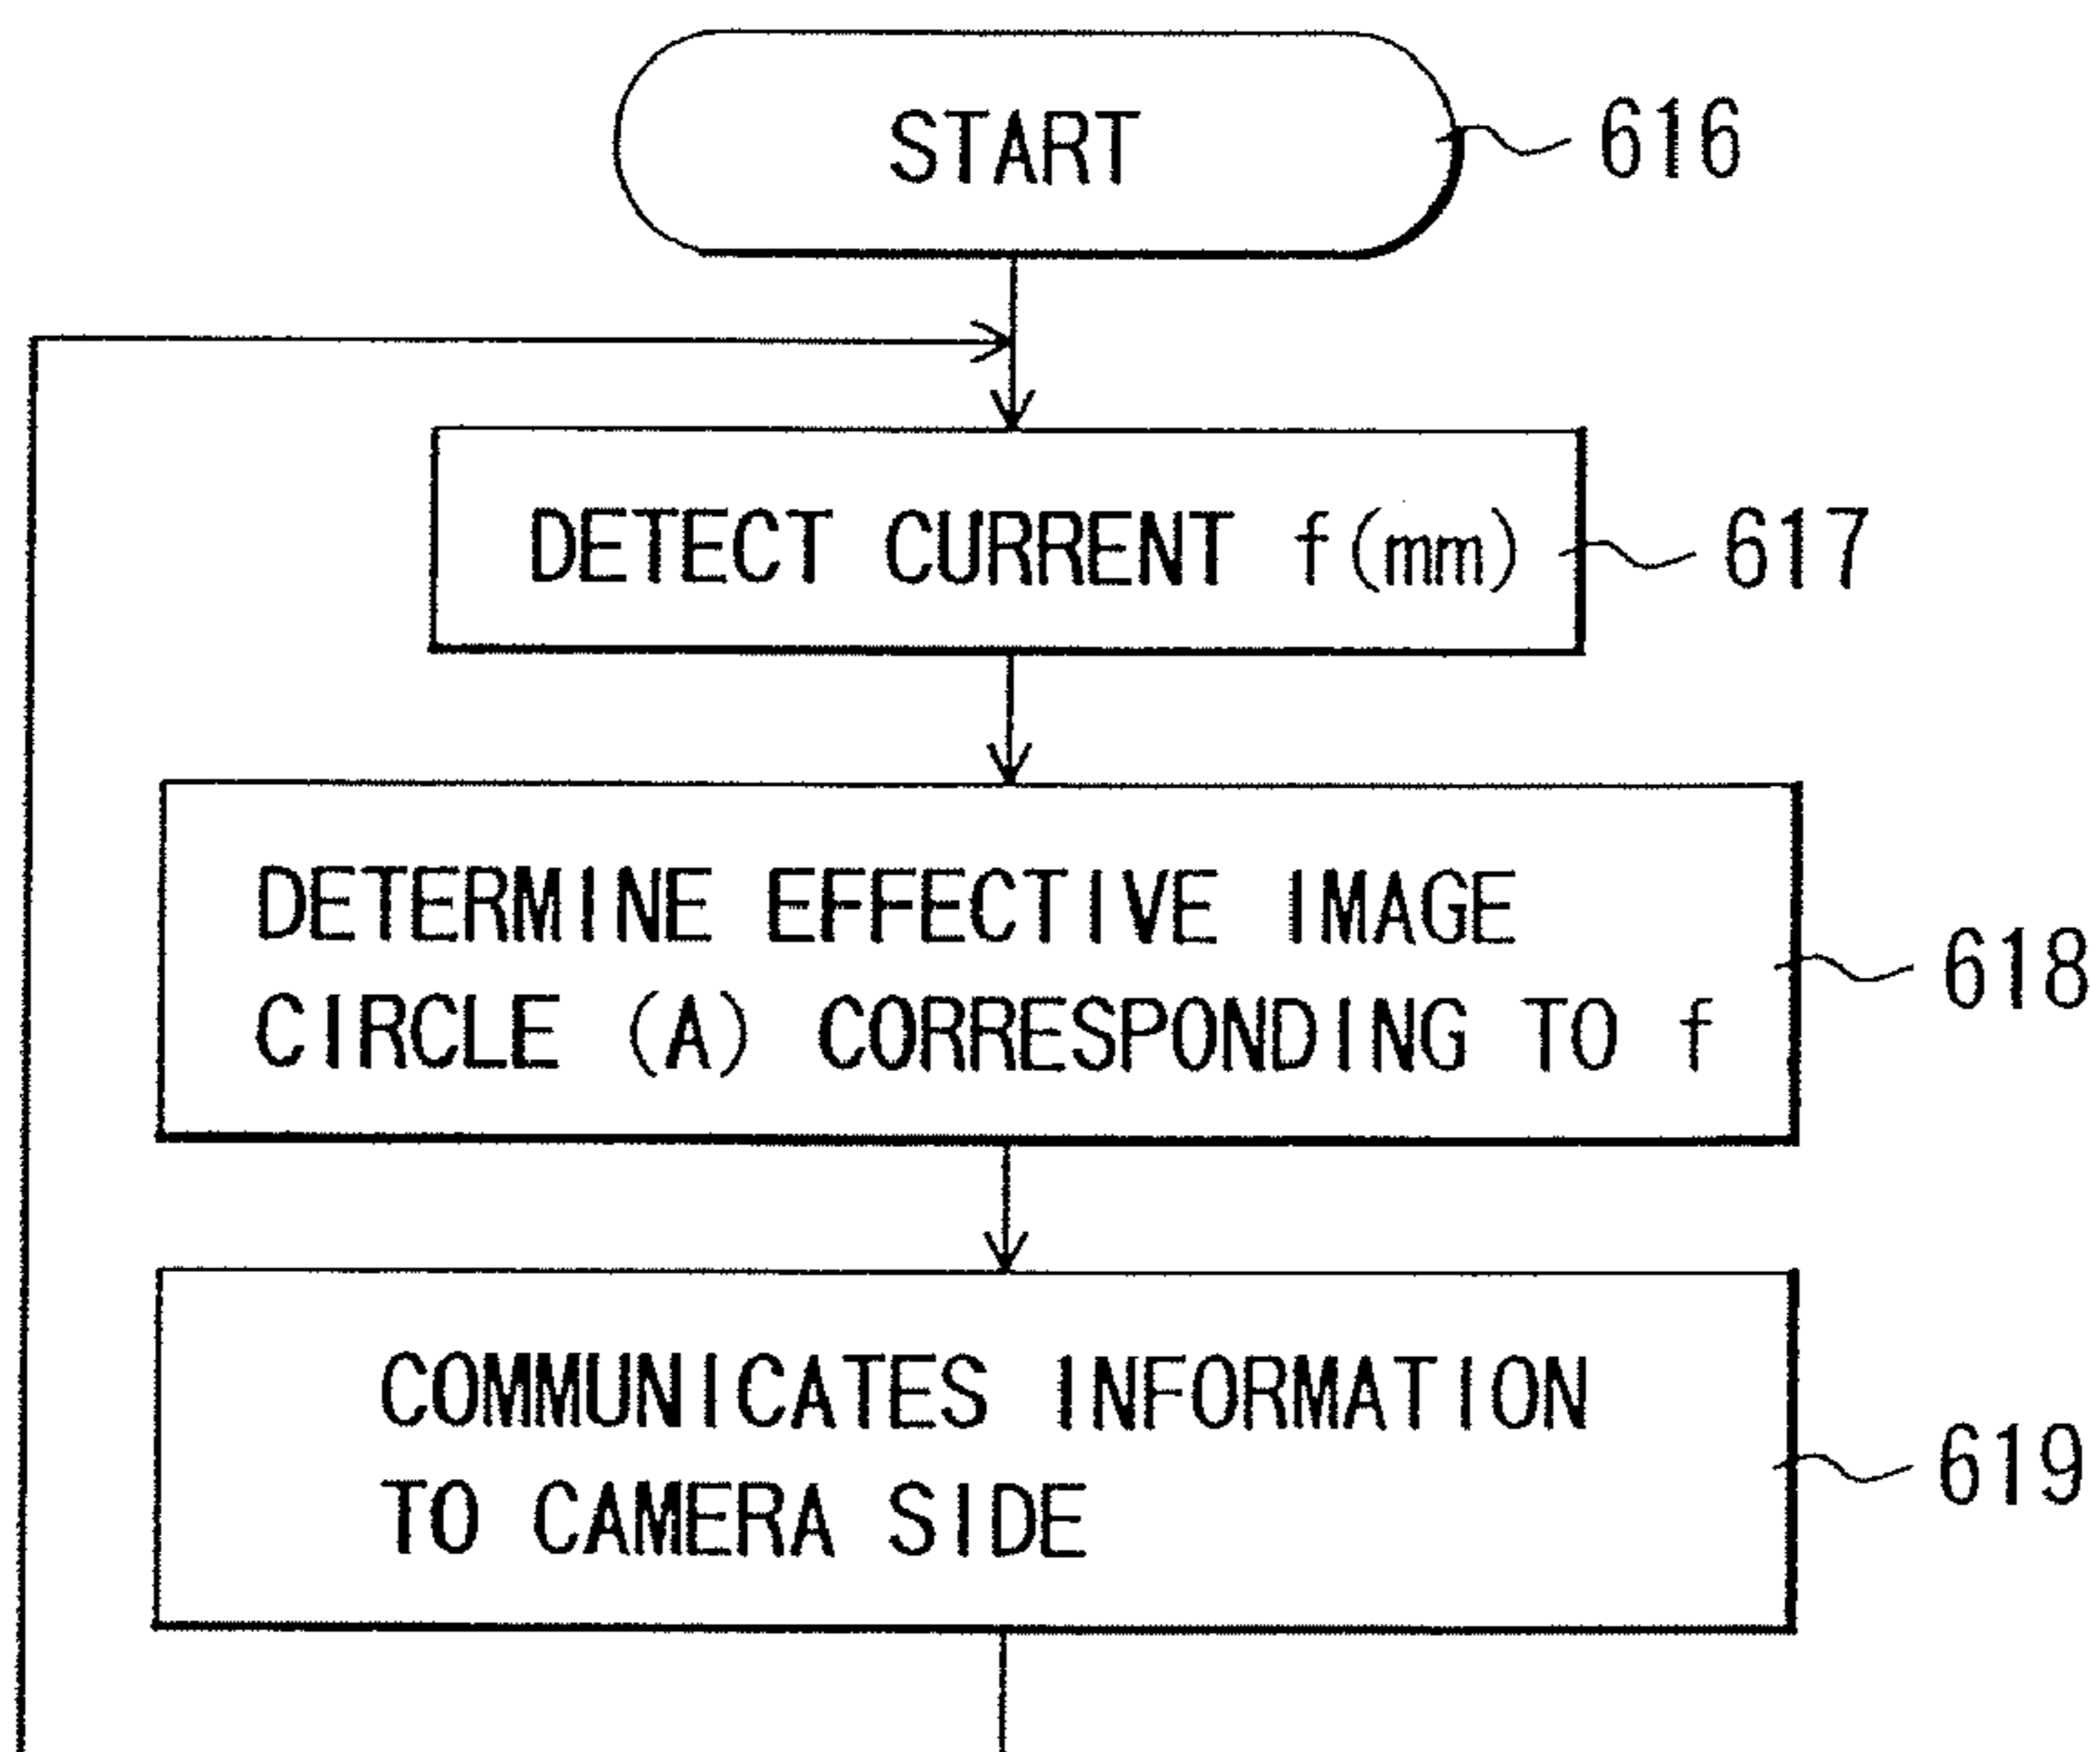 START
616
DETECT CURRENT f(mm)
617
DETERMINE EFFECTIVE IMAGE
CIRCLE (A) CORRESPONDING TO f
618
COMMUNICATES INFORMATION
TO CAMERA SIDE
619